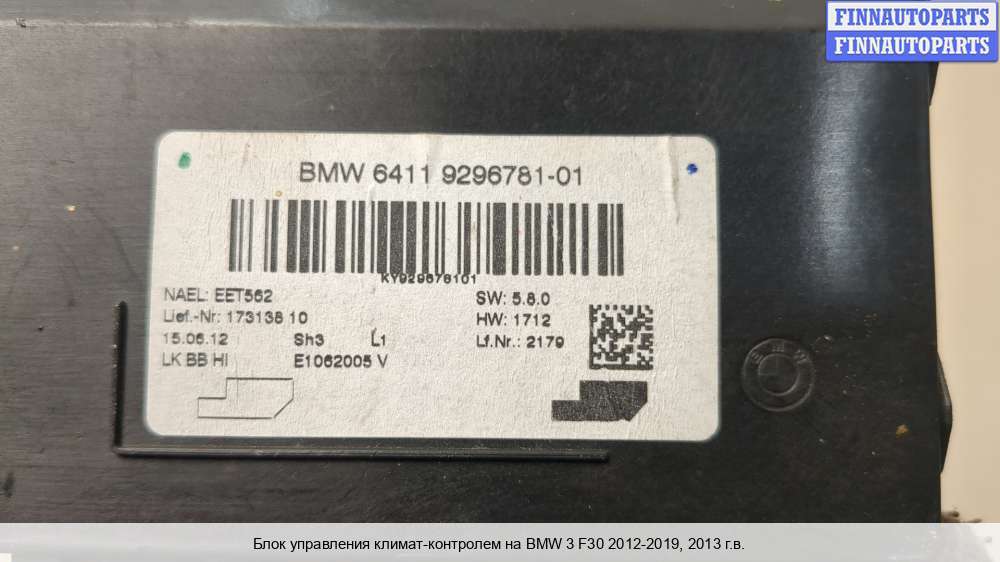 FINNAUTOPARTS
FINNAUTOPARTS
BMW 6411 9296781-01
KY929678101
NAEL: EET562
SW: 5.8.0
Lief.-Nr: 173138 10
HW: 1712
15.06.12 Sh3 L1
Lf.Nr.: 2179
LK BB HI E1062005 V
BMW
Блок управления климат-контролем на BMW 3 F30 2012-2019, 2013 г.в.